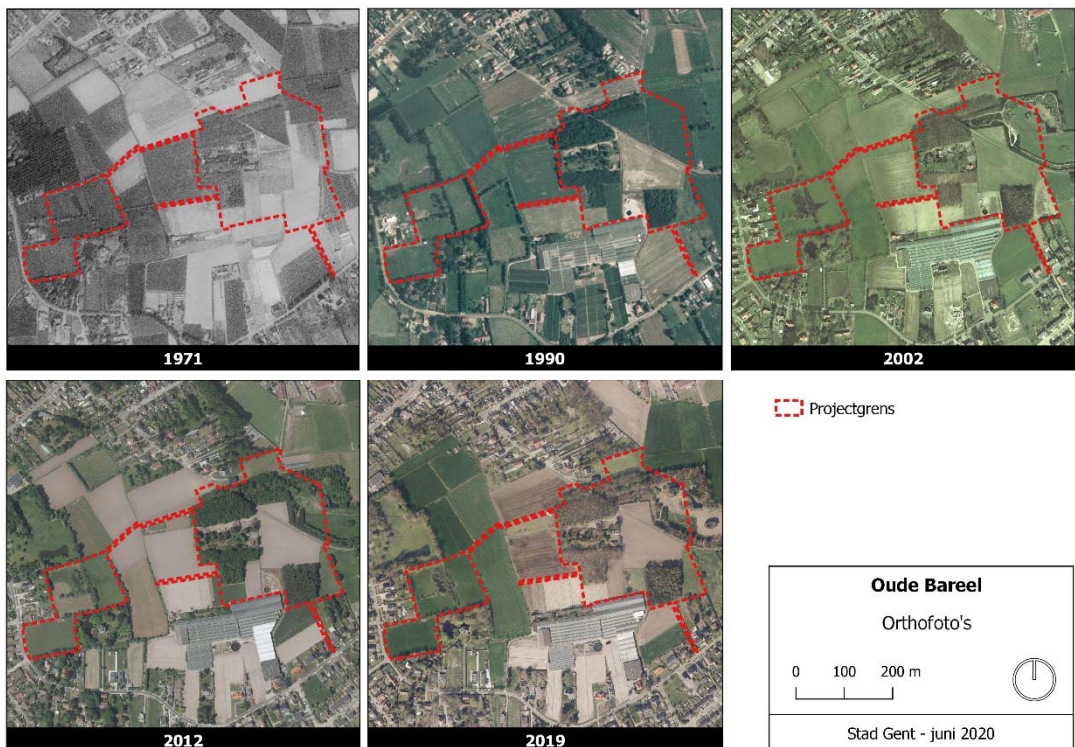 1971
1990
2002
2012
2019
Projectgrens
Oude Bareel
Orthofoto's
0 100 200 m
Stad Gent - juni 2020